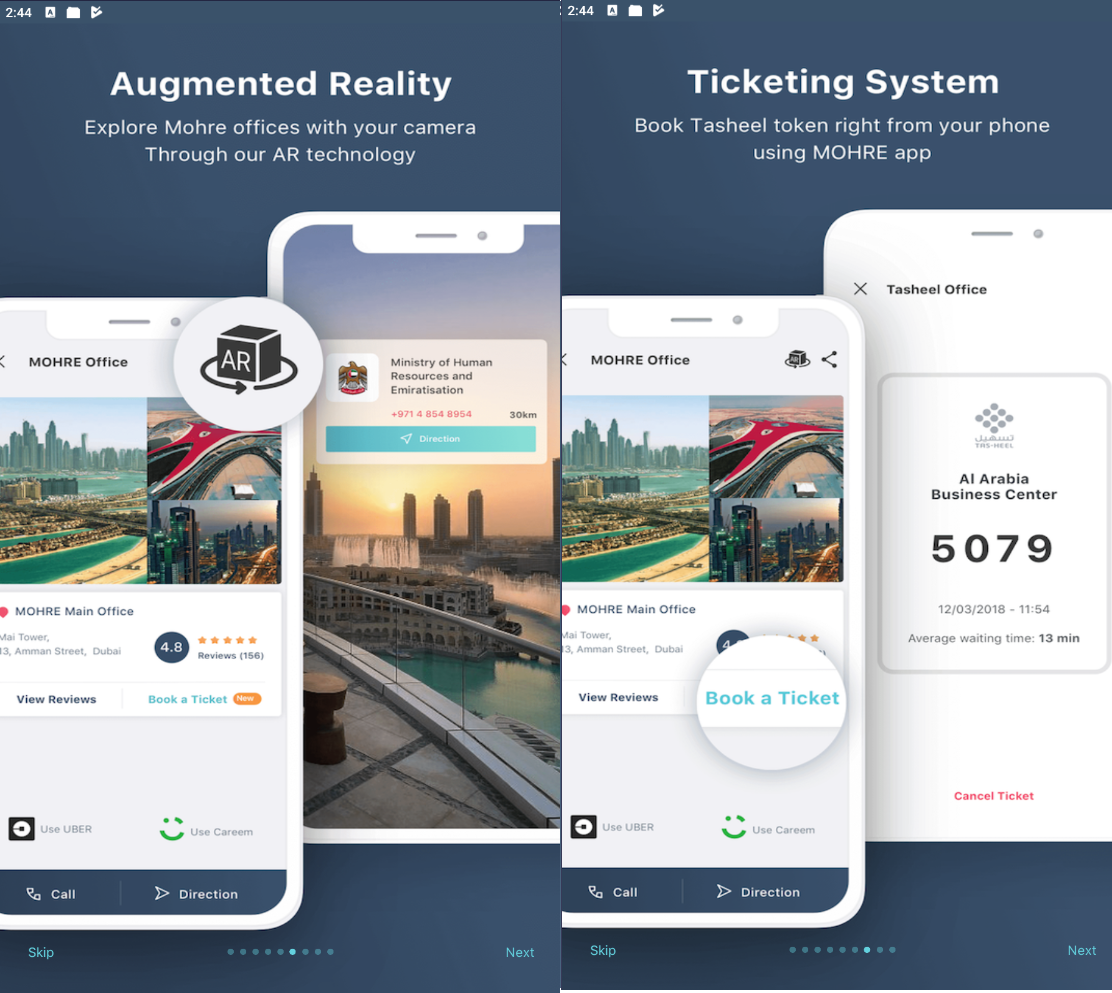 2:44
Augmented Reality
Explore Mohre offices with your camera
Through our AR technology
MOHRE Office
AR
Ministry of Human
Resources and
Emiratisation
+971 4 854 8954
30km
Direction
MOHRE Main Office
Mai Tower,
13, Amman Street, Dubai
4.8
Reviews (156)
View Reviews
Book a Ticket
New
Use UBER
Use Careem
Call
Direction
Skip
Next
2:44
Ticketing System
Book Tasheel token right from your phone
using MOHRE app
MOHRE Office
AR
Tasheel Office
تسهيل
TAS-HEEL
Al Arabia
Business Center
5079
12/03/2018 - 11:54
Average waiting time: 13 min
MOHRE Main Office
Mai Tower,
13, Amman Street, Dubai
View Reviews
Book a Ticket
Cancel Ticket
Use UBER
Use Careem
Call
Direction
Skip
Next